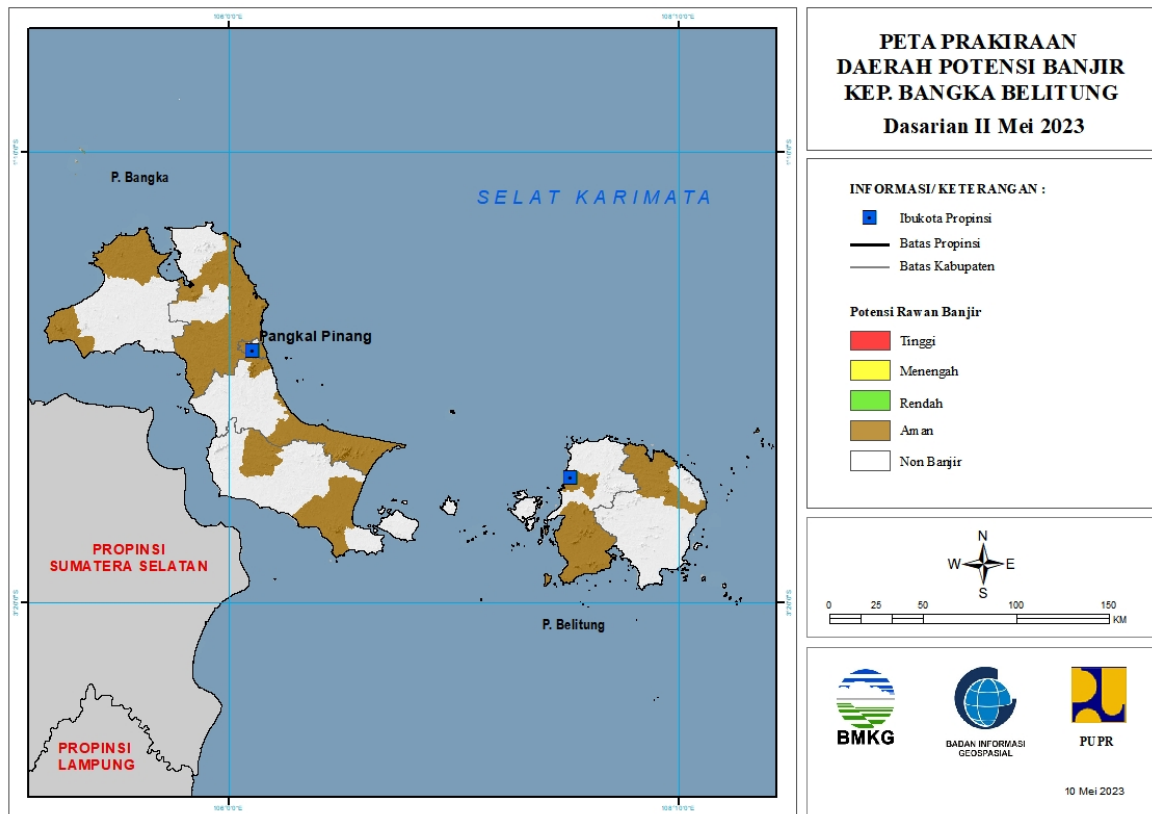 PETA PRAKIRAAN
DAERAH POTENSI BANJIR
KEP. BANGKA BELITUNG
Dasarian II Mei 2023
P. Bangka
SELAT KARIMATA
Pangkal Pinang
PROPINSI
SUMATERA SELATAN
P. Belitung
PROPINSI
LAMPUNG
INFORMASI/ KETERANGAN :
Ibukota Propinsi
Batas Propinsi
Batas Kabupaten
Potensi Rawan Banjir
Tinggi
Menengah
Rendah
Aman
Non Banjir
N
W E
S
0 25 50 100 150
KM
BMKG
BADAN INFORMASI
GEOSPASIAL
PUPR
10 Mei 2023